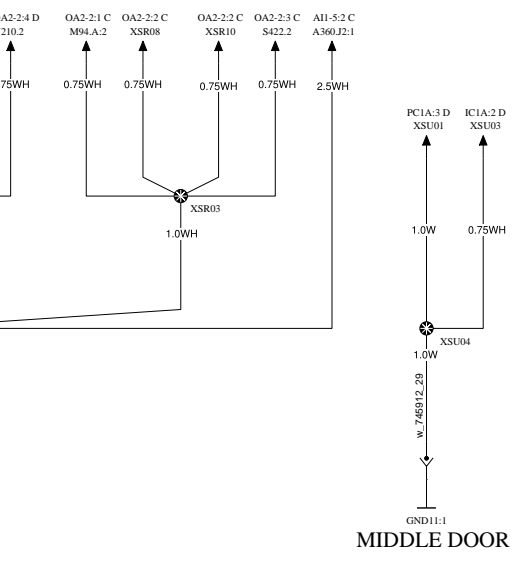 A2-2:4 D OA2-2:1 C OA2-2:2 C OA2-2:2 C OA2-2:3 C AI1-5:2 C
210.2 M94.A:2 XSR08 XSR10 S422.2 A360.J2:1
75WH 0.75WH 0.75WH 0.75WH 0.75WH 2.5WH
PC1A:3 D IC1A:2 D
XSU01 XSU03
XSR03
1.0WH
1.0W 0.75WH
XSU04
1.0W
w_745912_29
GND11:1
MIDDLE DOOR